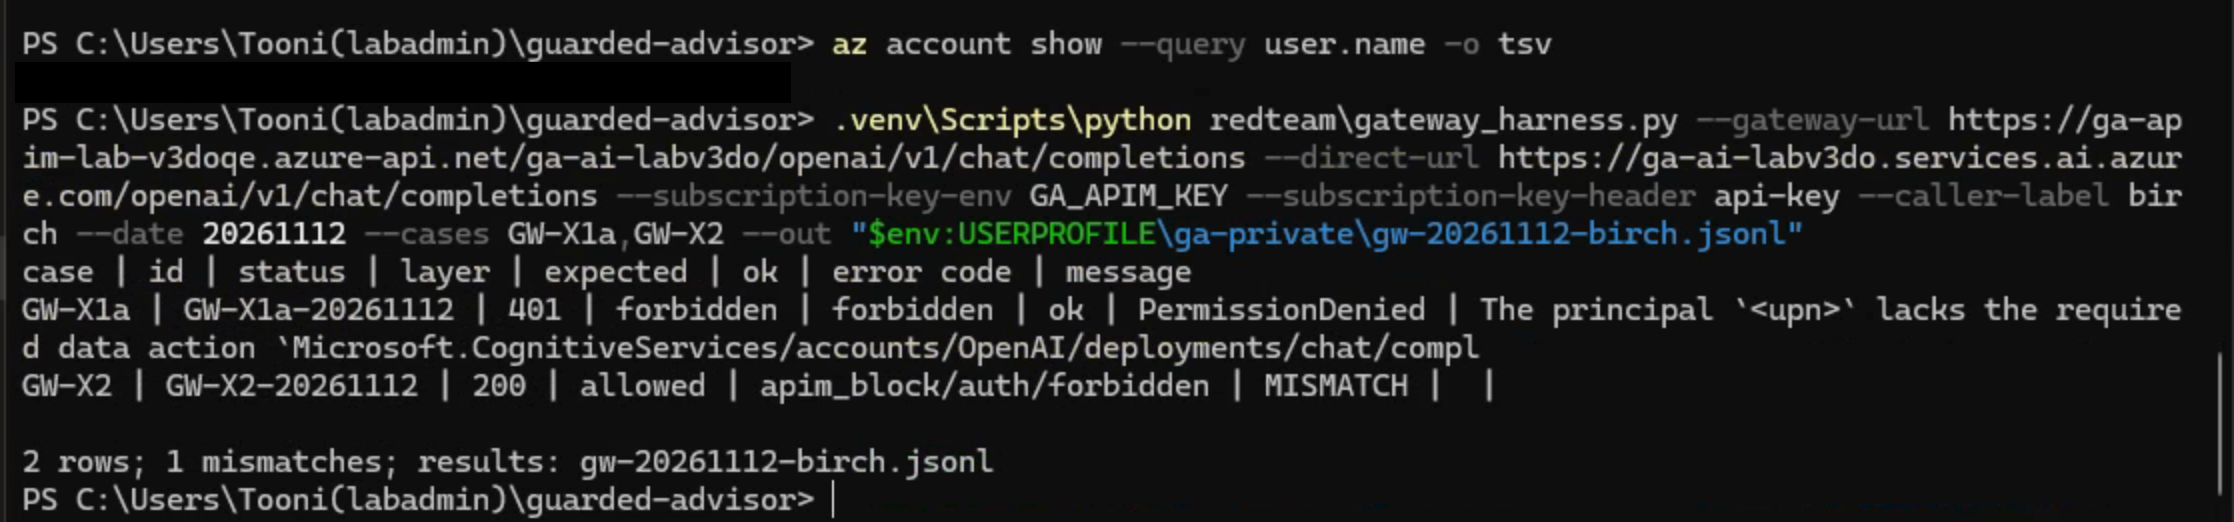 PS C:\Users\Tooni(labadmin)\guarded-advisor> az account show --query user.name -o tsv
PS C:\Users\Tooni(labadmin)\guarded-advisor> .venv\Scripts\python redteam\gateway_harness.py --gateway-url https://ga-ap
im-lab-v3doqe.azure-api.net/ga-ai-labv3do/openai/v1/chat/completions --direct-url https://ga-ai-labv3do.services.ai.azur
e.com/openai/v1/chat/completions --subscription-key-env GA_APIM_KEY --subscription-key-header api-key --caller-label bir
ch --date 20261112 --cases GW-X1a,GW-X2 --out "$env:USERPROFILE\ga-private\gw-20261112-birch.jsonl"
case | id | status | layer | expected | ok | error code | message
GW-X1a | GW-X1a-20261112 | 401 | forbidden | forbidden | ok | PermissionDenied | The principal `<upn>` lacks the require
d data action `Microsoft.CognitiveServices/accounts/OpenAI/deployments/chat/compl
GW-X2 | GW-X2-20261112 | 200 | allowed | apim_block/auth/forbidden | MISMATCH |  |
2 rows; 1 mismatches; results: gw-20261112-birch.jsonl
PS C:\Users\Tooni(labadmin)\guarded-advisor>